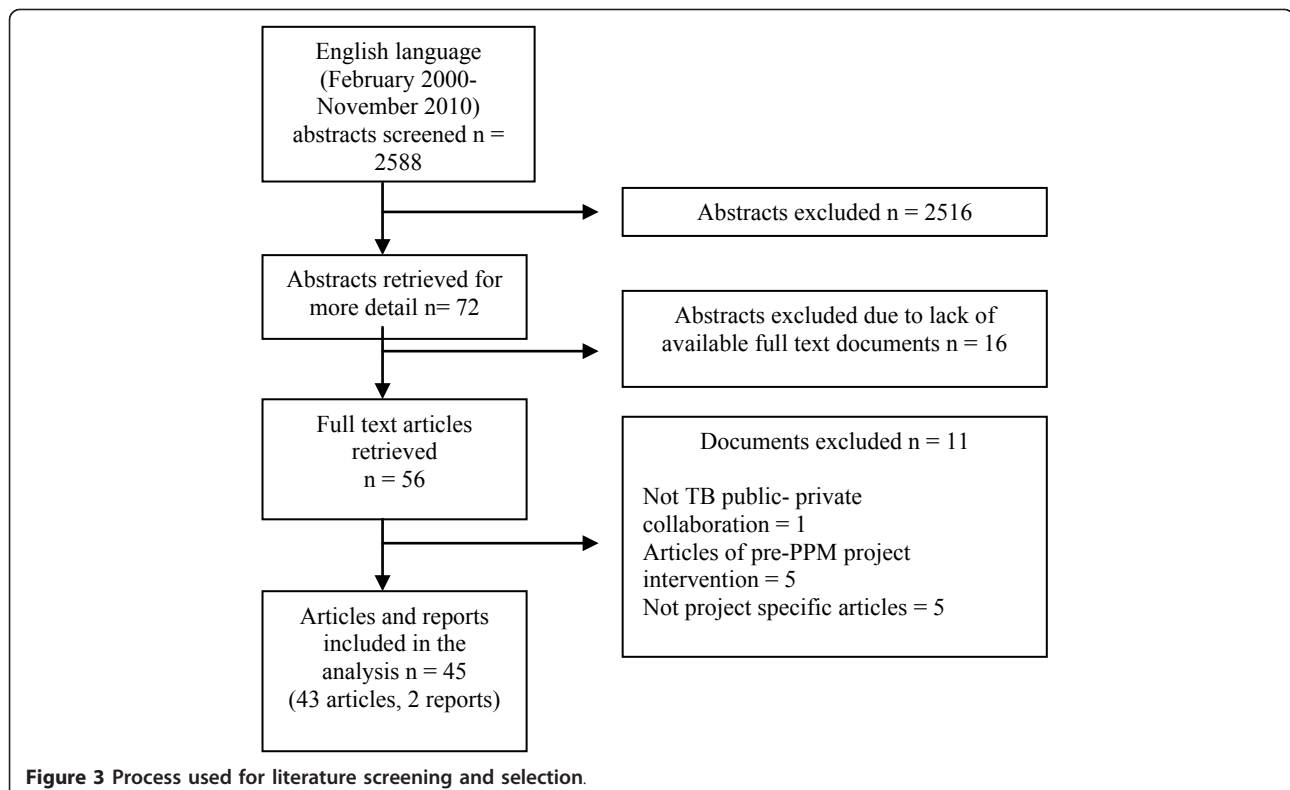 English language
(February 2000-
November 2010)
abstracts screened n =
2588
Abstracts excluded n = 2516
Abstracts retrieved for
more detail n= 72
Abstracts excluded due to lack of
available full text documents n = 16
Full text articles
retrieved
n = 56
Documents excluded n = 11
Not TB public- private
collaboration = 1
Articles of pre-PPM project
intervention = 5
Not project specific articles = 5
Articles and reports
included in the
analysis n = 45
(43 articles, 2 reports)
Figure 3 Process used for literature screening and selection.